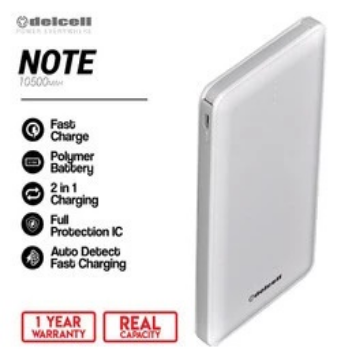 delcell
POWER EVERYWHERE
NOTE
10500MAH
Fast
Charge
Polymer
Battery
2 in 1
Charging
Full
Protection IC
Auto Detect
Fast Charging
delcell
1 YEAR
WARRANTY
REAL
CAPACITY